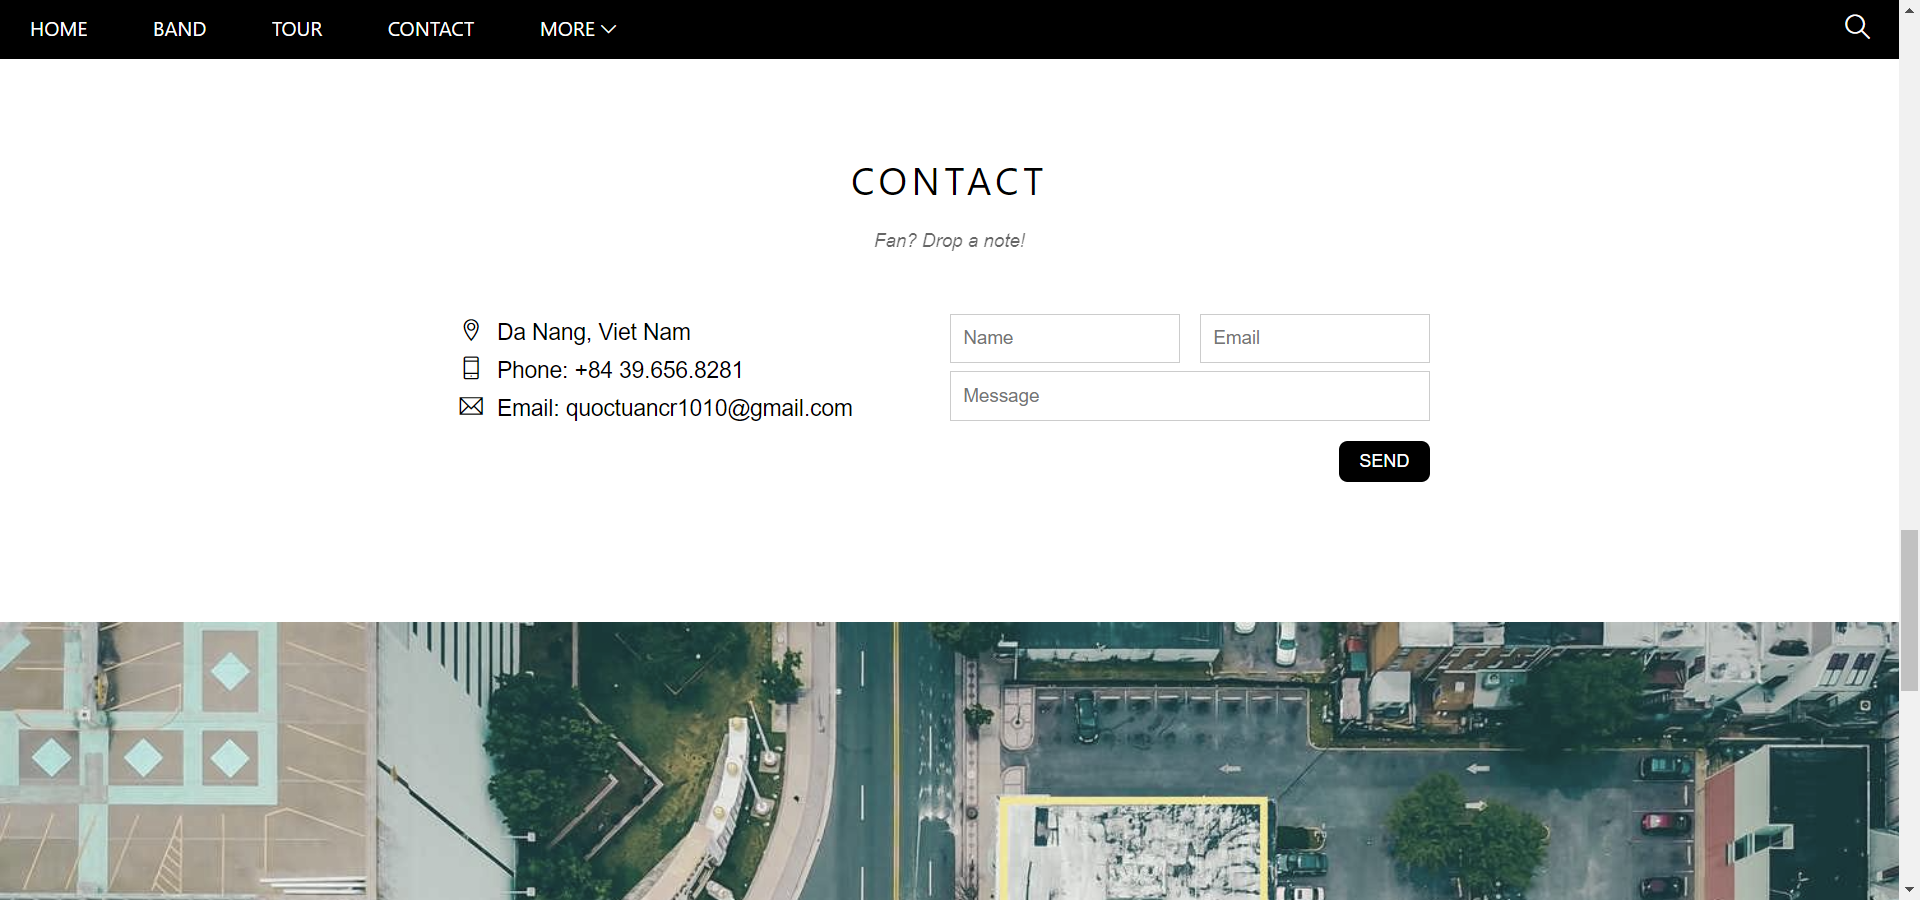 HOME BAND TOUR CONTACT MORE
CONTACT
Fan? Drop a note!
Da Nang, Viet Nam
Phone: +84 39.656.8281
Email: quoctuancr1010@gmail.com
Name Email
Message
SEND